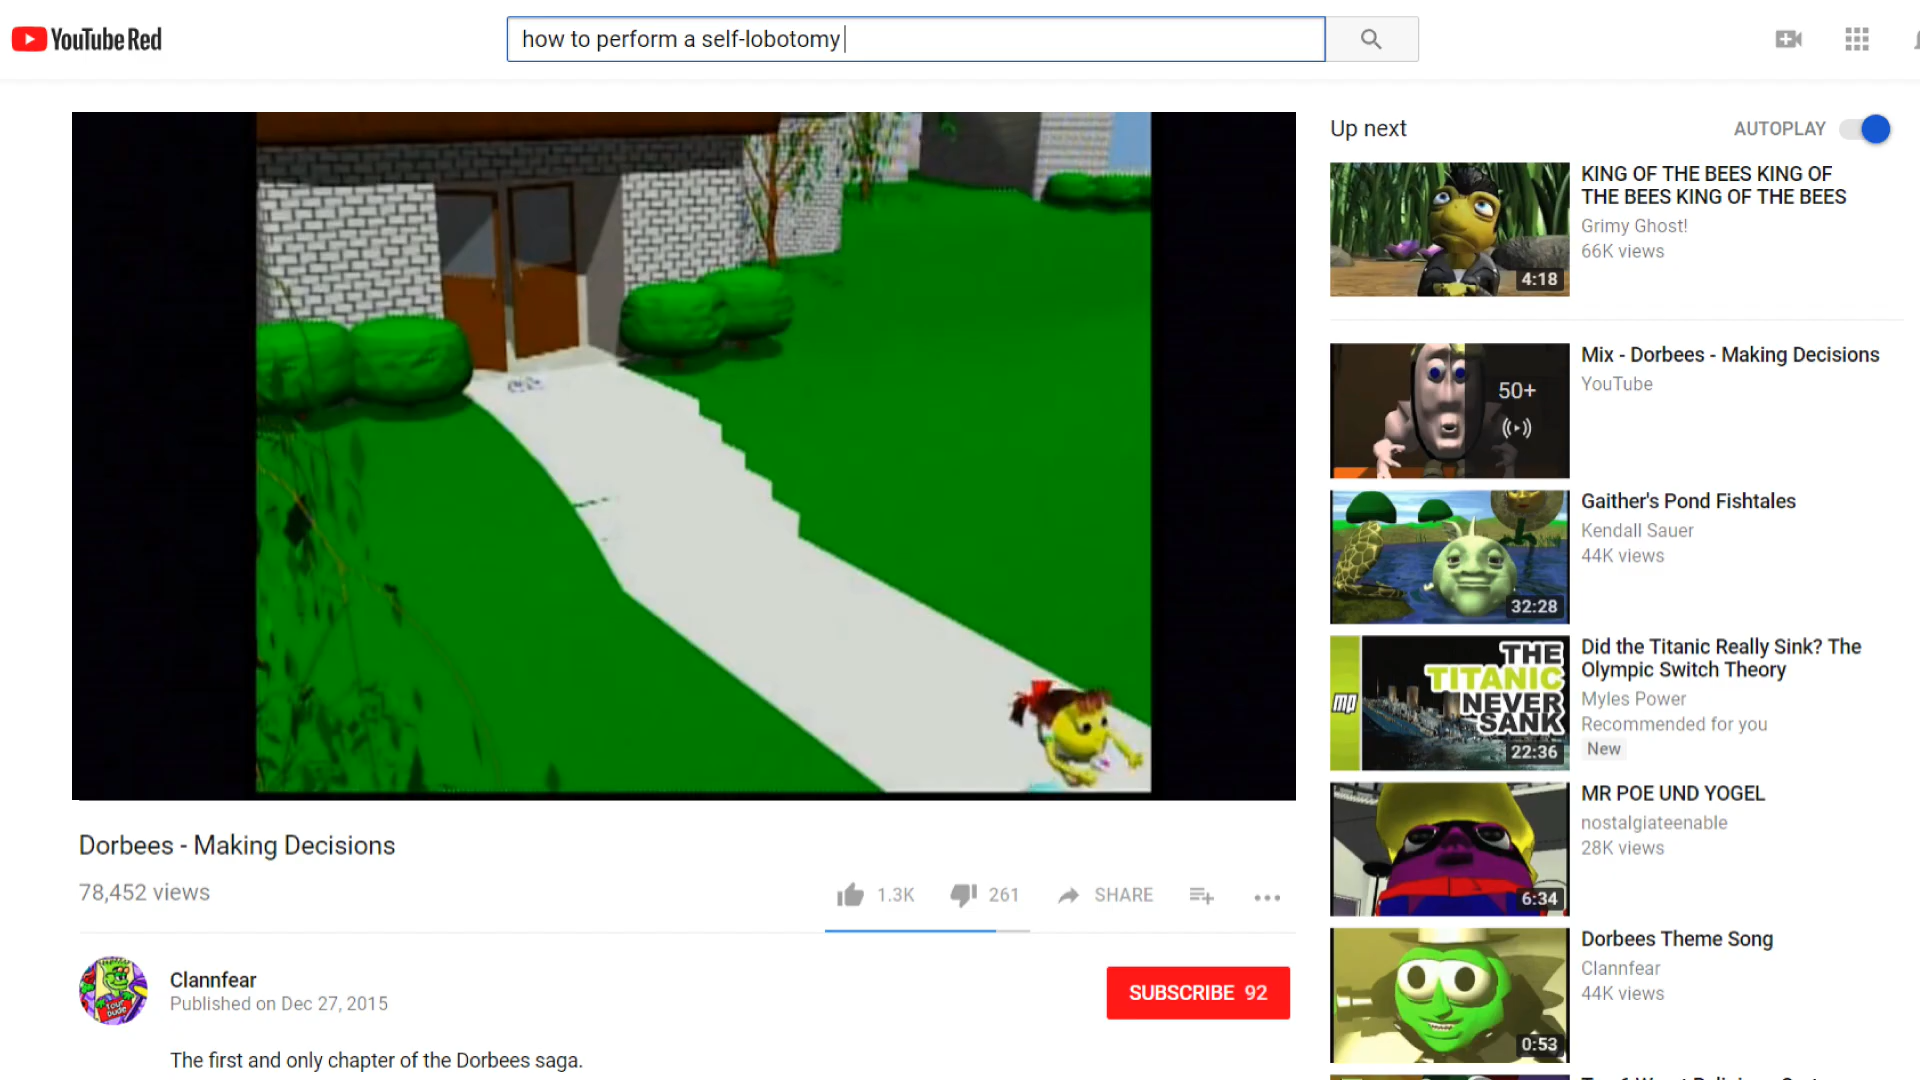 YouTube Red
how to perform a self-lobotomy
Up next
AUTOPLAY
KING OF THE BEES KING OF
THE BEES KING OF THE BEES
Grimy Ghost!
66K views
4:18
Mix - Dorbees - Making Decisions
YouTube
50+
Gaither's Pond Fishtales
Kendall Sauer
44K views
32:28
Did the Titanic Really Sink? The
Olympic Switch Theory
Myles Power
Recommended for you
New
mp
THE
TITANIC
NEVER
SANK
22:36
MR POE UND YOGEL
nostalgiateenable
28K views
6:34
Dorbees Theme Song
Clannfear
44K views
0:53
Dorbees - Making Decisions
78,452 views
1.3K
261
SHARE
Clannfear
Published on Dec 27, 2015
SUBSCRIBE 92
The first and only chapter of the Dorbees saga.